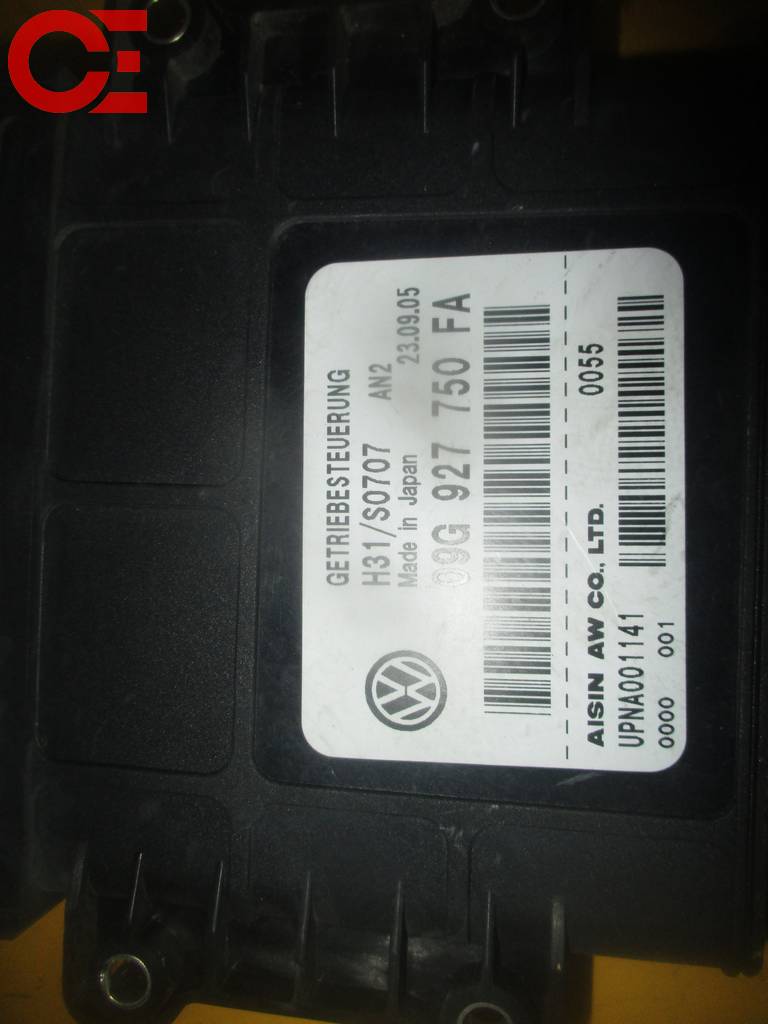 CE
GETRIEBESTEUERUNG
H31/S0707 AN2
Made in Japan 23.09.05
09G 927 750 FA
AISIN AW CO., LTD. 0055
UPNA001141
0000 001